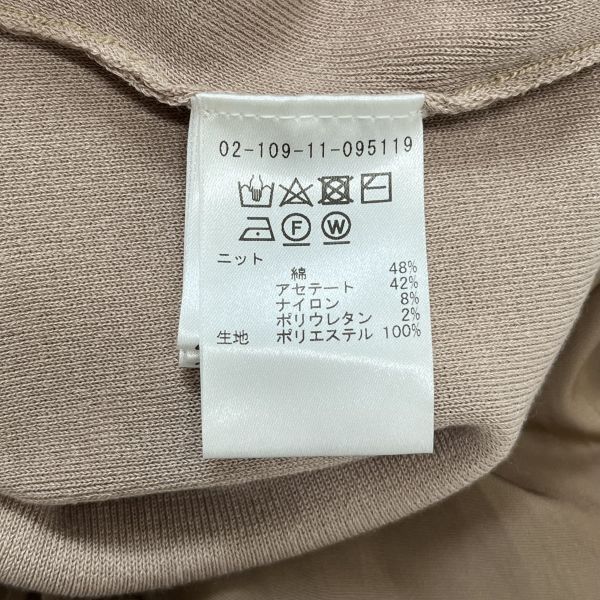 02-109-11-095119
F W
ニット
綿 48%
アセテート 42%
ナイロン 8%
ポリウレタン 2%
生地 ポリエステル 100%